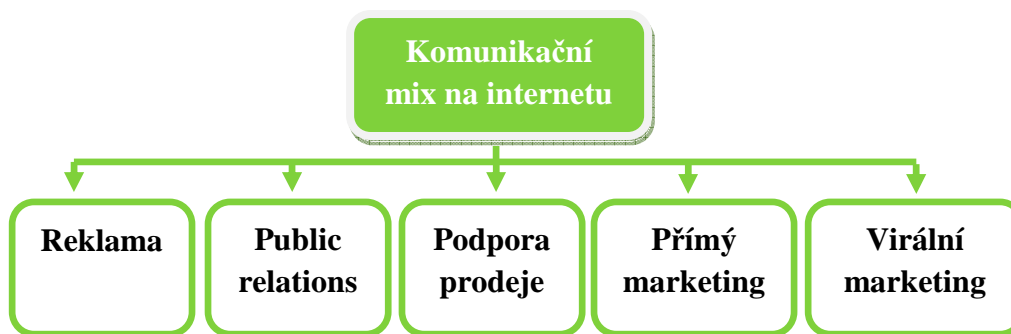 Komunikační
mix na internetu
Reklama
Public
relations
Podpora
prodeje
Přímý
marketing
Virální
marketing